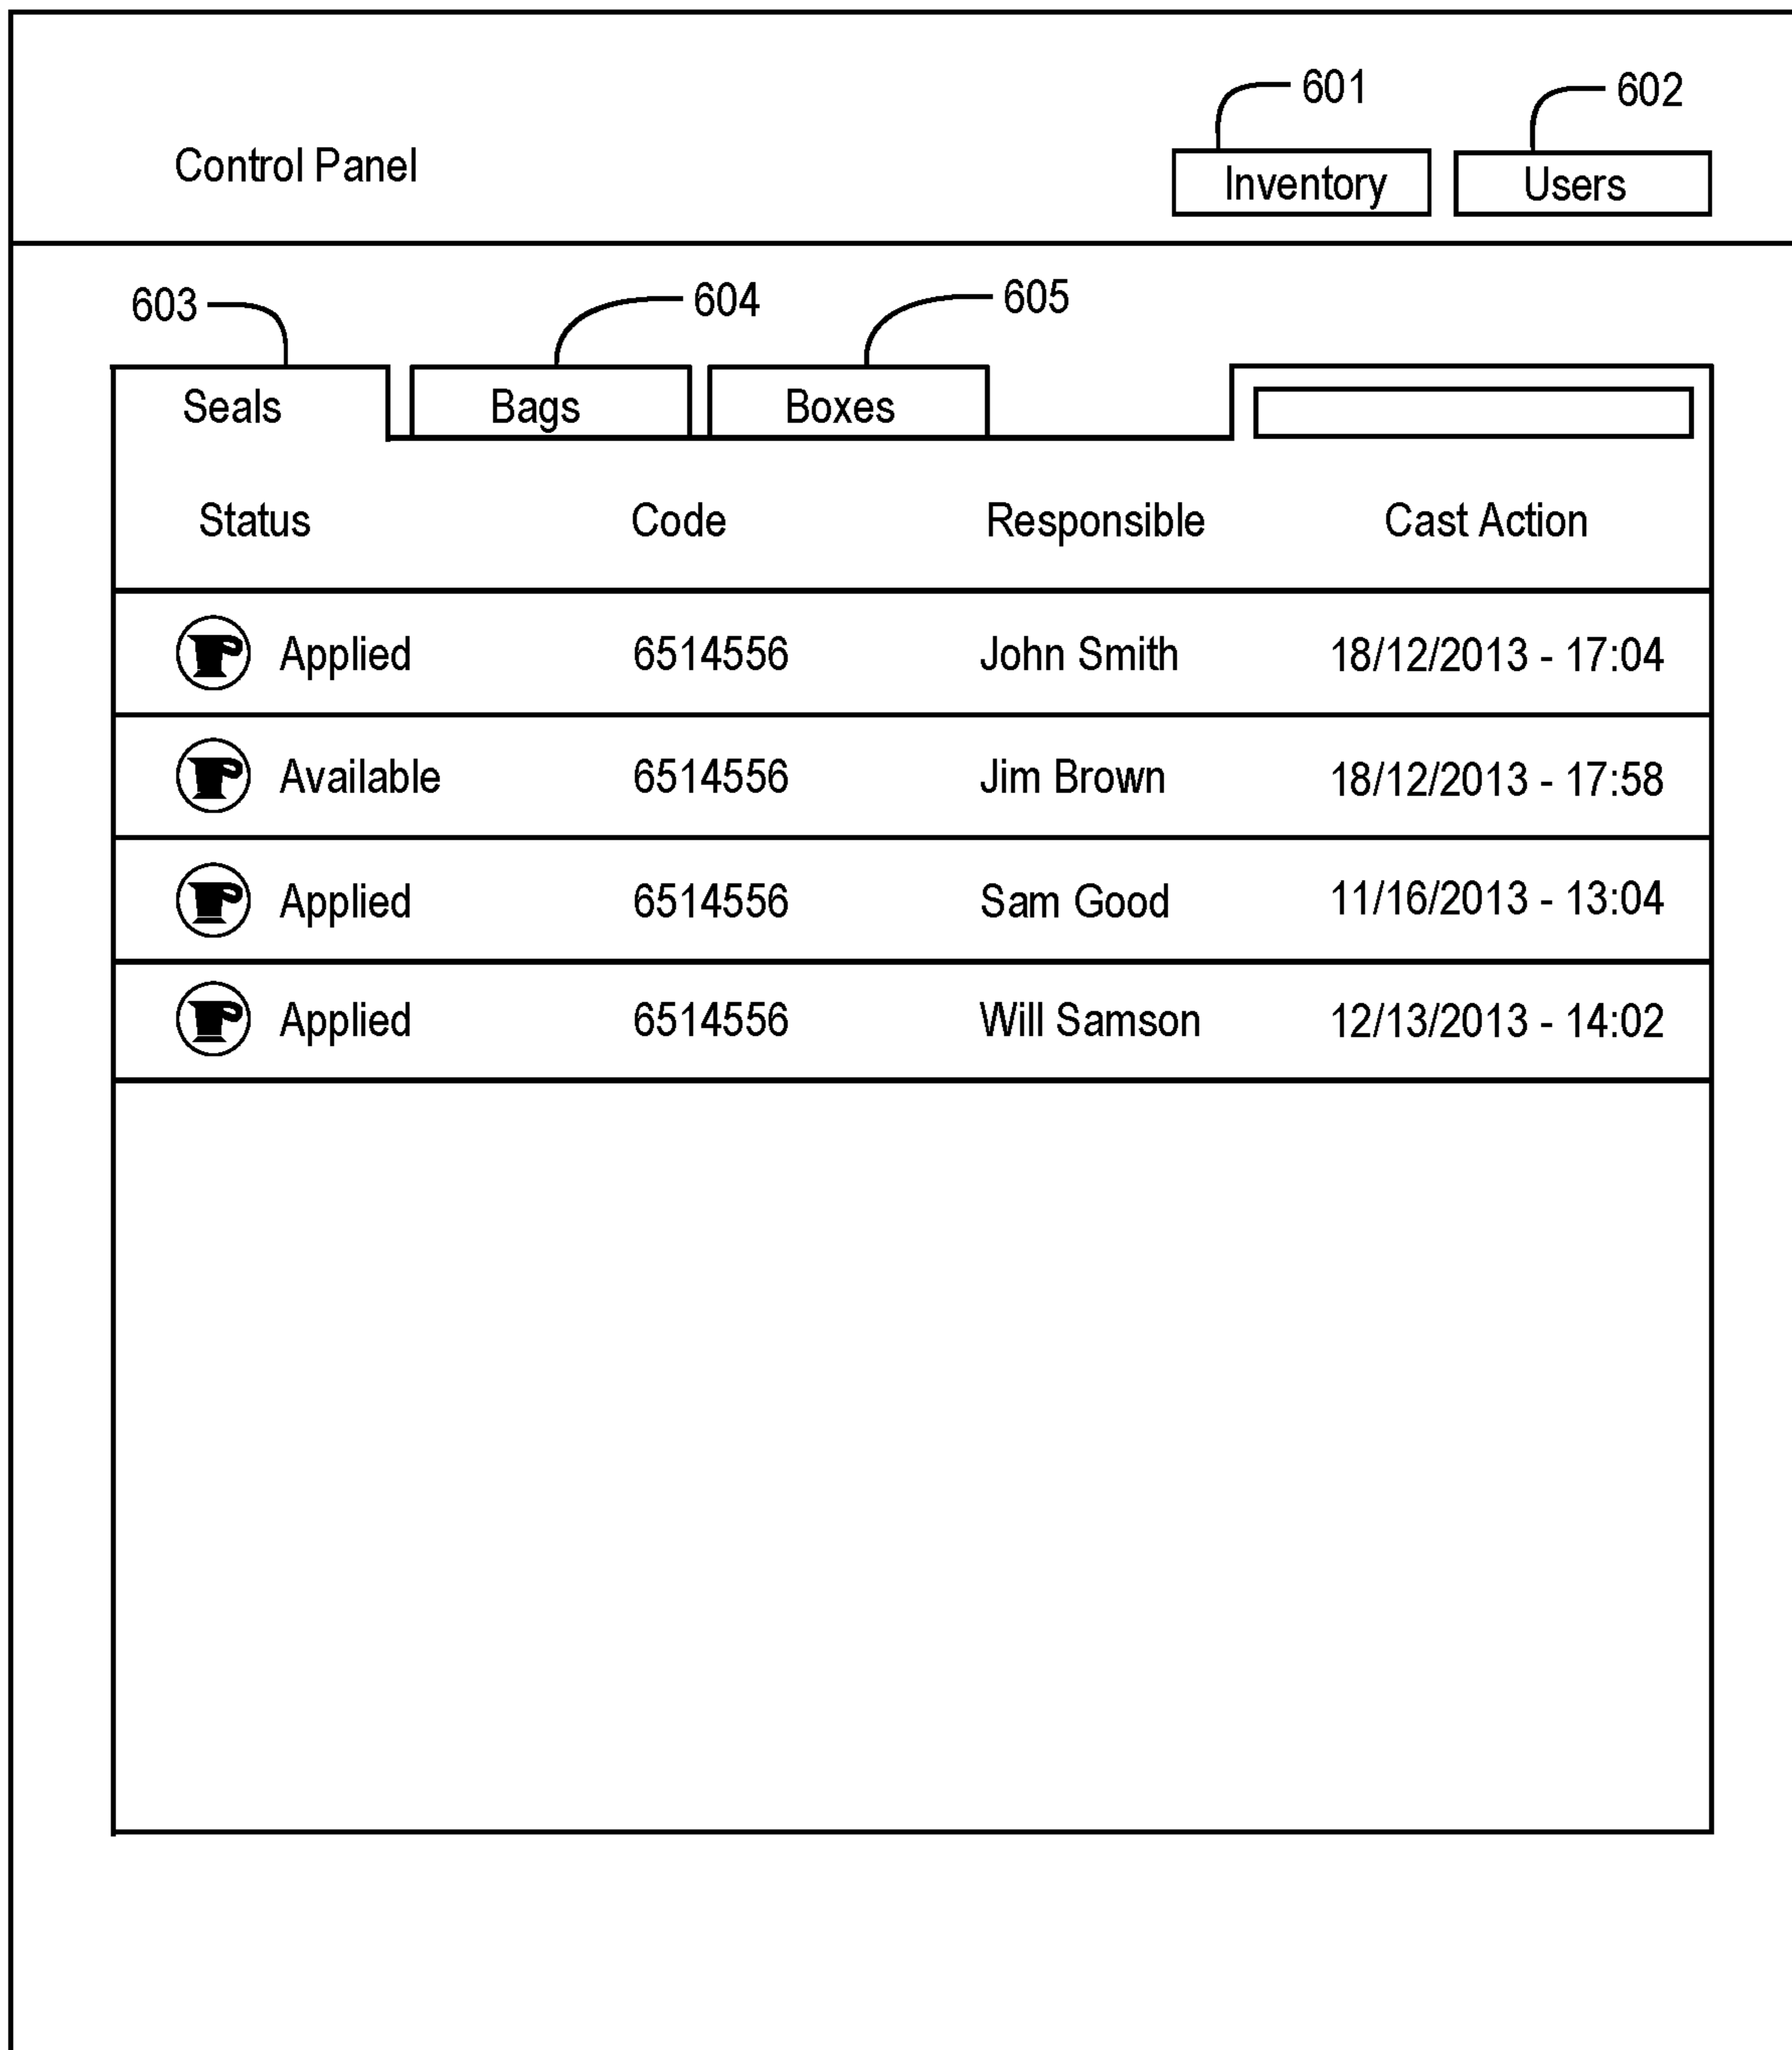 601 602
Control Panel Inventory Users
603 604 605
Seals Bags Boxes
Status Code Responsible Cast Action
Applied 6514556 John Smith 18/12/2013 - 17:04
Available 6514556 Jim Brown 18/12/2013 - 17:58
Applied 6514556 Sam Good 11/16/2013 - 13:04
Applied 6514556 Will Samson 12/13/2013 - 14:02